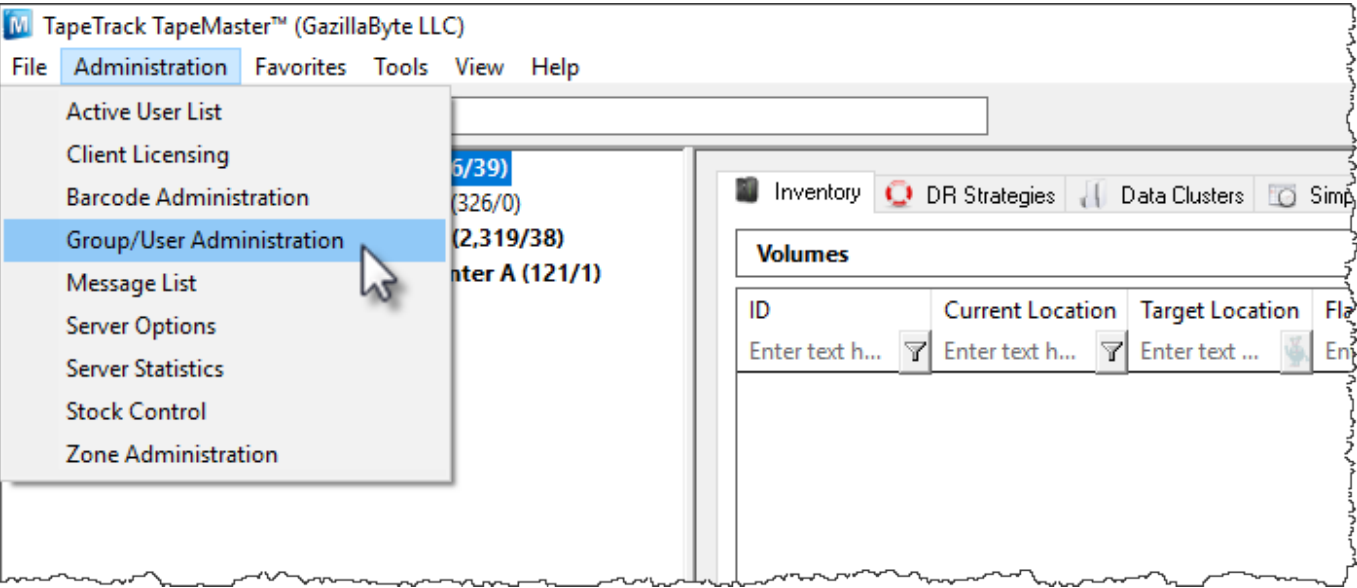 M TapeTrack TapeMaster™ (GazillaByte LLC)
File Administration Favorites Tools View Help
Active User List
Client Licensing
Barcode Administration
Group/User Administration
Message List
Server Options
Server Statistics
Stock Control
Zone Administration
6/39)
(326/0)
(2,319/38)
nter A (121/1)
Inventory DR Strategies Data Clusters Simp
Volumes
ID Current Location Target Location Fla
Enter text h... Enter text h... Enter text ... En